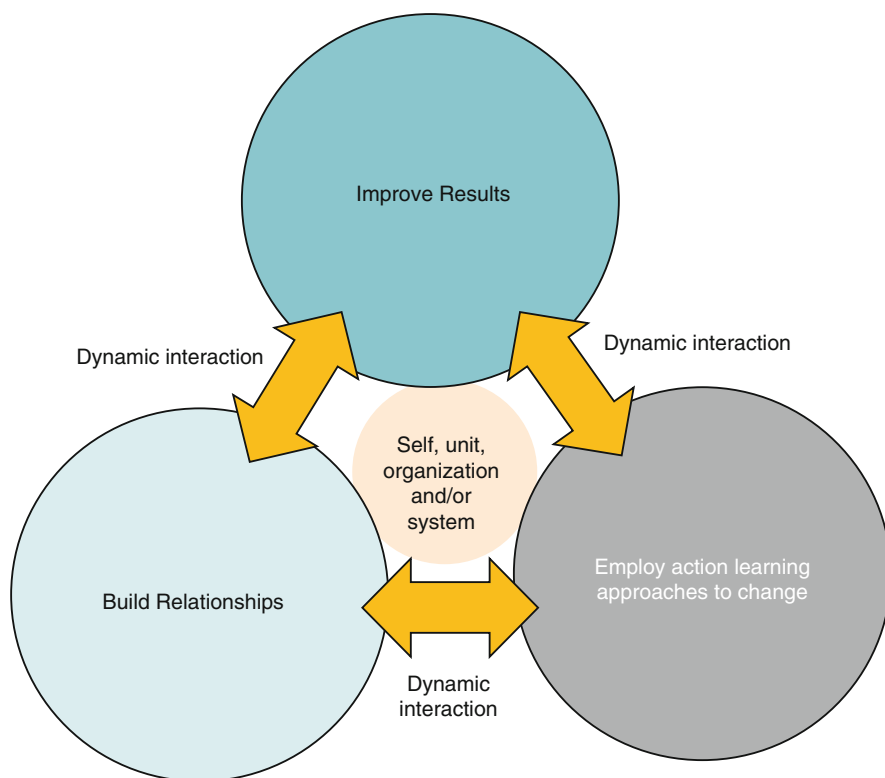 Improve Results
Dynamic interaction
Dynamic interaction
Self, unit,
organization
and/or
system
Build Relationships
Employ action learning
approaches to change
Dynamic
interaction